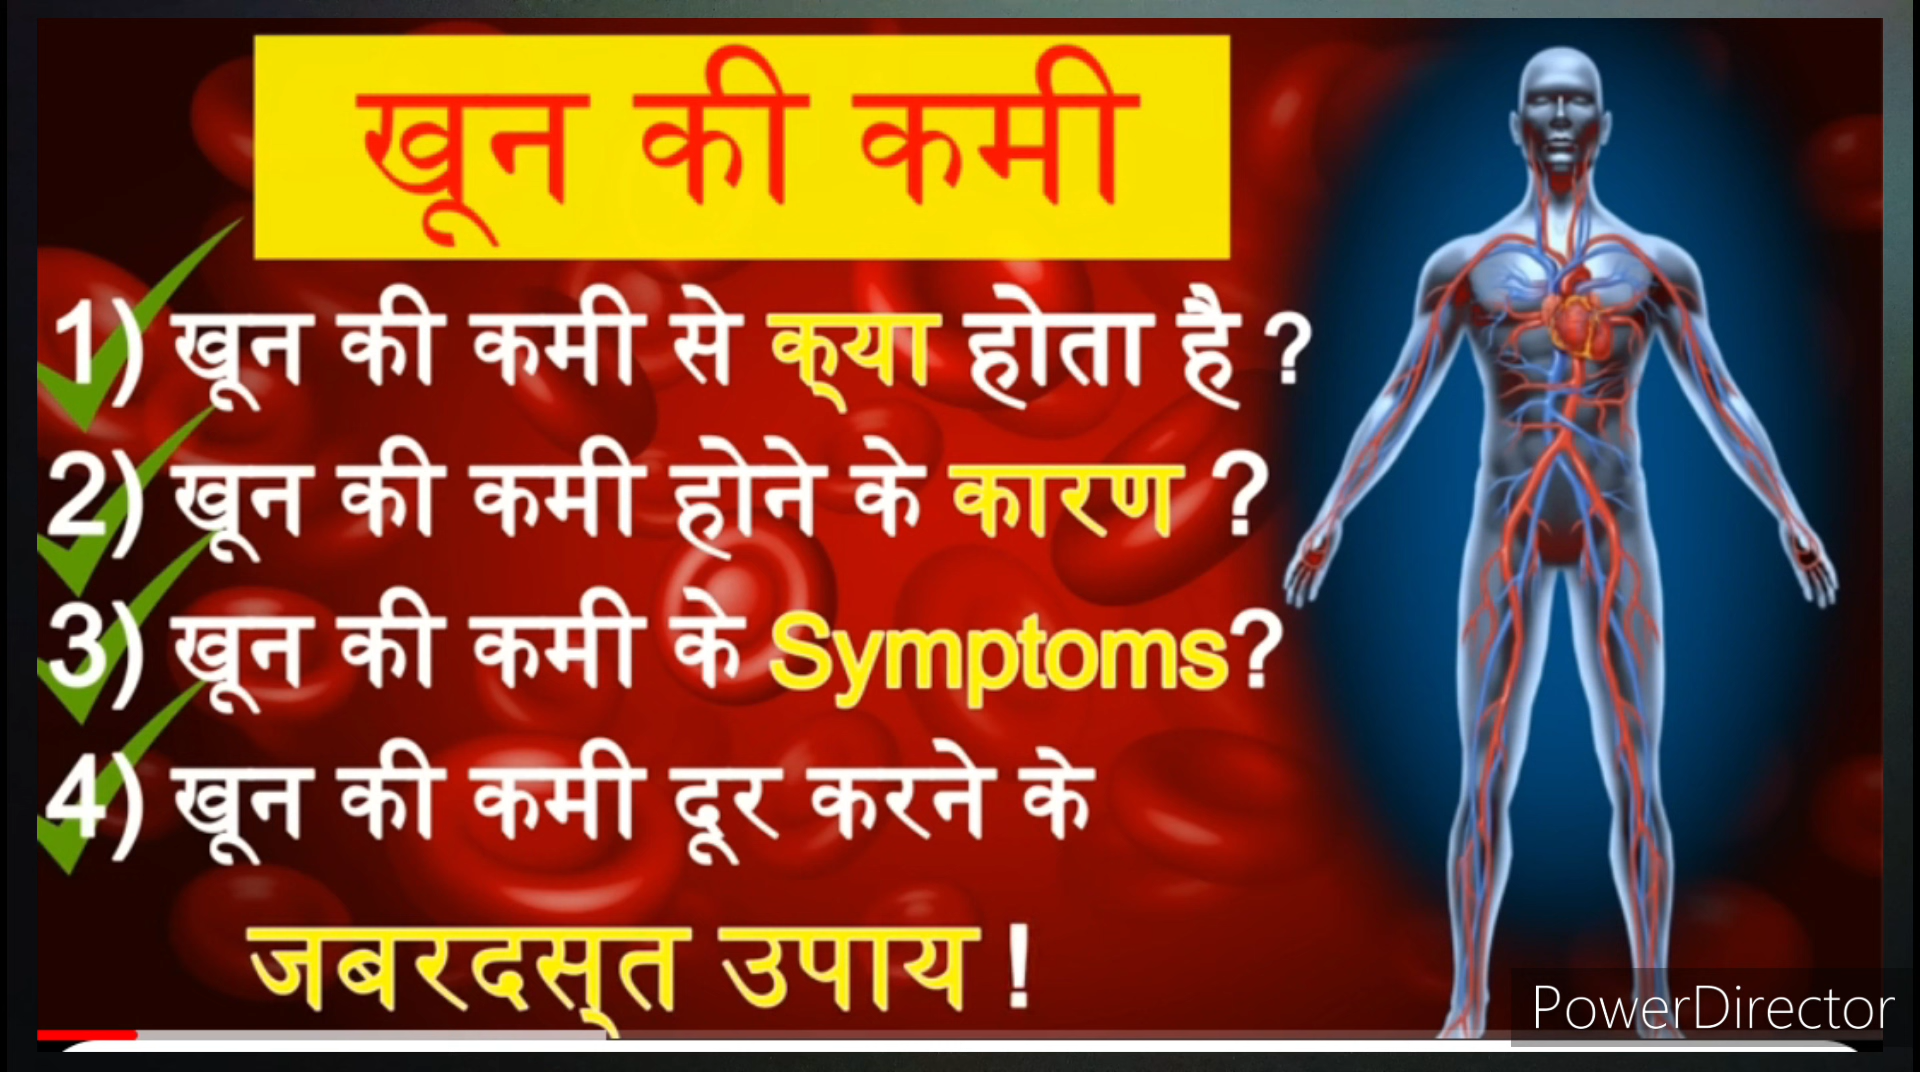 खून की कमी
1) खून की कमी से क्‌या होता है ?
2) खून की कमी होने के कारण ?
3) खून की कमी के Symptoms?
4) खून की कमी दूर करने के
जबरदस्‌त उपाय !
PowerDirector